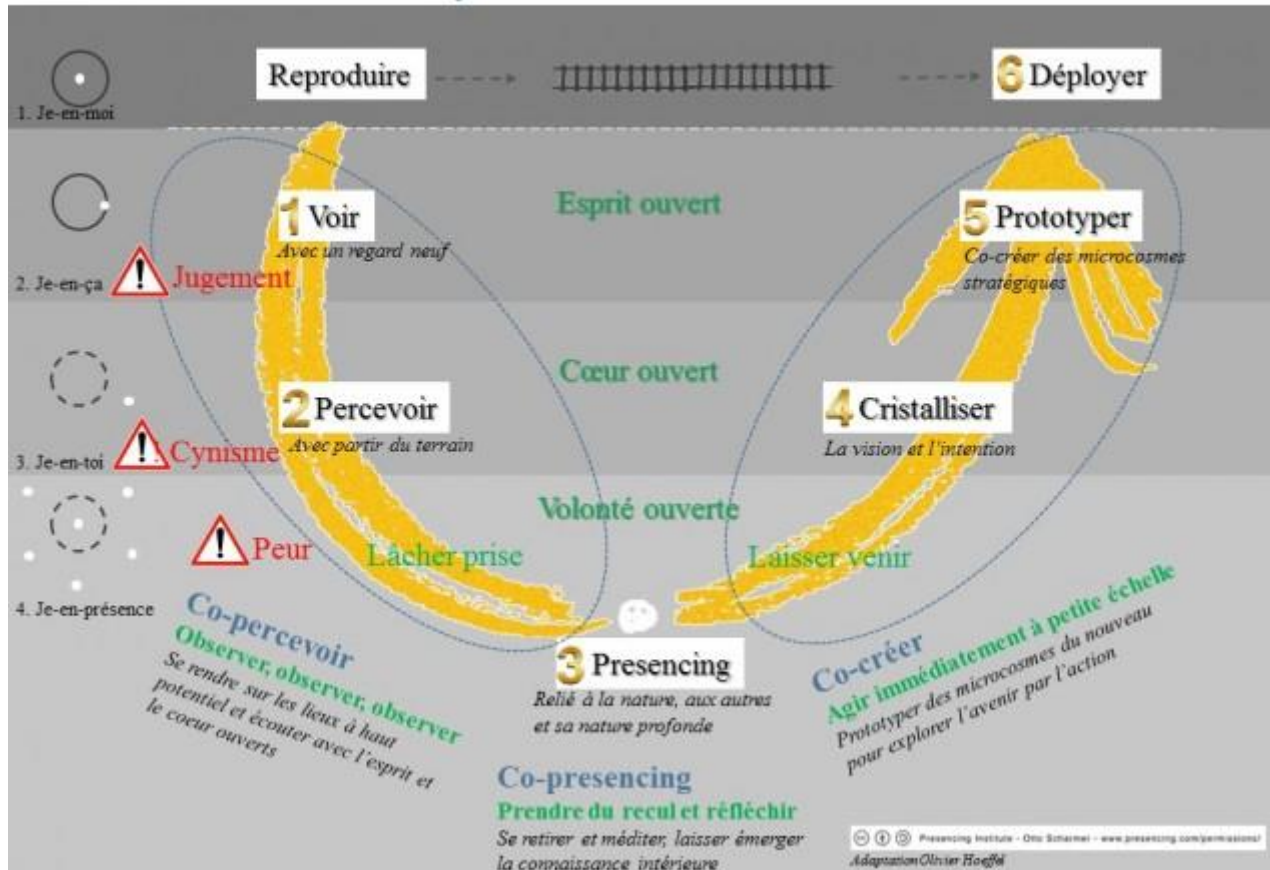 Reproduire
6 Déployer
1. Je-en-moi
Esprit ouvert
1 Voir
Avec un regard neuf
5 Prototyper
Co-créer des microcosmes
stratégiques
2. Je-en-ça
Jugement
Cœur ouvert
2 Percevoir
Avec partir du terrain
4 Cristalliser
La vision et l'intention
3. Je-en-toi
Cynisme
Volonté ouverte
Peur
Lâcher prise
Laisser venir
4. Je-en-présence
Co-percevoir
Observer, observer, observer
Se rendre sur les lieux à haut
potentiel et écouter avec l'esprit et
le coeur ouverts
3 Presencing
Relié à la nature, aux autres
et sa nature profonde
Co-créer
Agir immédiatement à petite échelle
Prototyper des microcosmes du nouveau
pour explorer l'avenir par l'action
Co-presencing
Prendre du recul et réfléchir
Se retirer et méditer, laisser émerger
la connaissance intérieure
Presencing Institute - Otto Scharmer - www.presencing.com/permissions/
Adaptation Olivier Hoeffel